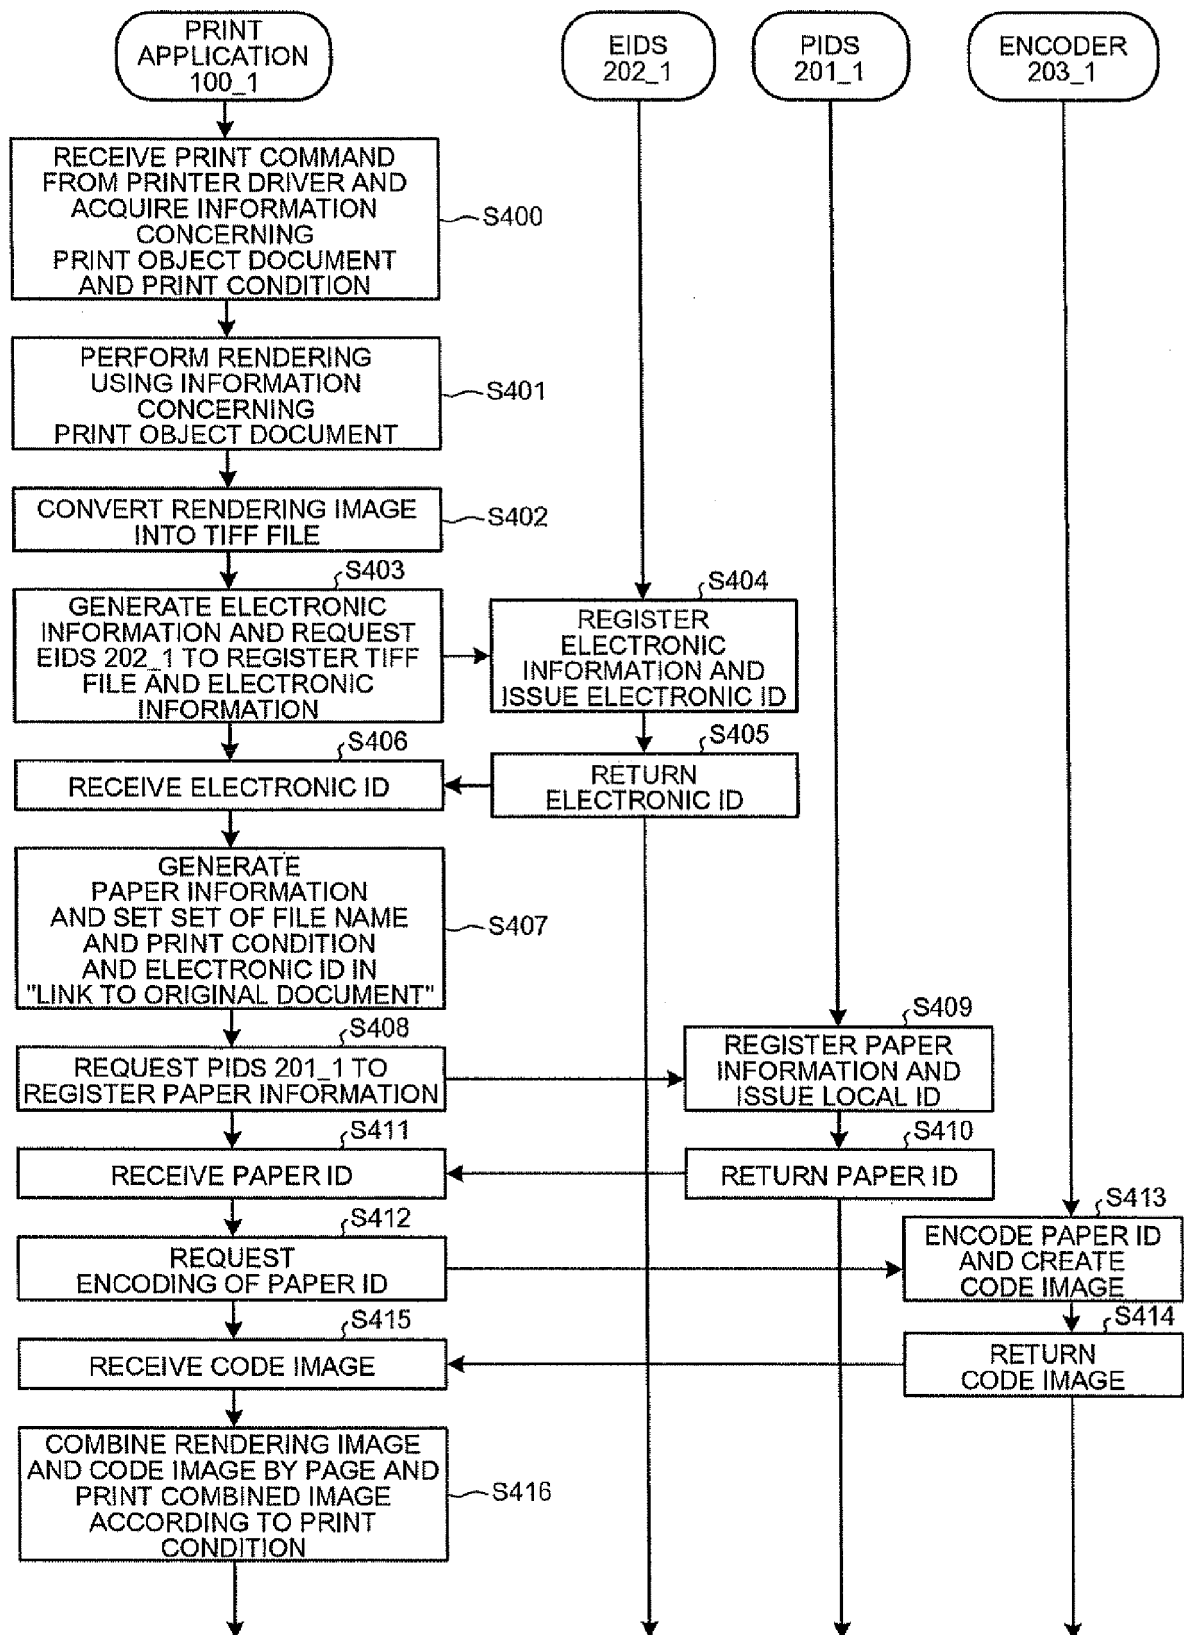 PRINT
APPLICATION
100_1
EIDS
202_1
PIDS
201_1
ENCODER
203_1
RECEIVE PRINT COMMAND
FROM PRINTER DRIVER AND
ACQUIRE INFORMATION
CONCERNING
PRINT OBJECT DOCUMENT
AND PRINT CONDITION
S400
PERFORM RENDERING
USING INFORMATION
CONCERNING
PRINT OBJECT DOCUMENT
S401
CONVERT RENDERING IMAGE
INTO TIFF FILE
S402
S403
GENERATE ELECTRONIC
INFORMATION AND REQUEST
EIDS 202_1 TO REGISTER TIFF
FILE AND ELECTRONIC
INFORMATION
S404
REGISTER
ELECTRONIC
INFORMATION AND
ISSUE ELECTRONIC ID
S405
RETURN
ELECTRONIC ID
S406
RECEIVE ELECTRONIC ID
GENERATE
PAPER INFORMATION
AND SET SET OF FILE NAME
AND PRINT CONDITION
AND ELECTRONIC ID IN
"LINK TO ORIGINAL DOCUMENT"
S407
S408
REQUEST PIDS 201_1 TO
REGISTER PAPER INFORMATION
S409
REGISTER PAPER
INFORMATION AND
ISSUE LOCAL ID
S410
RETURN PAPER ID
S411
RECEIVE PAPER ID
S412
REQUEST
ENCODING OF PAPER ID
S413
ENCODE PAPER ID
AND CREATE
CODE IMAGE
S414
RETURN
CODE IMAGE
S415
RECEIVE CODE IMAGE
COMBINE RENDERING IMAGE
AND CODE IMAGE BY PAGE AND
PRINT COMBINED IMAGE
ACCORDING TO PRINT
CONDITION
S416